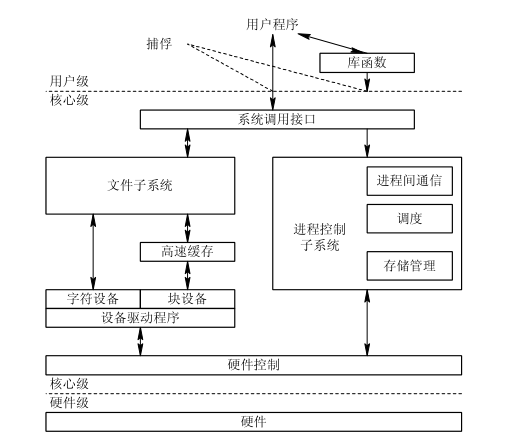 用户程序
捕俘
库函数
用户级
核心级
系统调用接口
文件子系统
进程间通信
调度
进程控制
子系统
高速缓存
存储管理
字符设备
块设备
设备驱动程序
硬件控制
核心级
硬件级
硬件